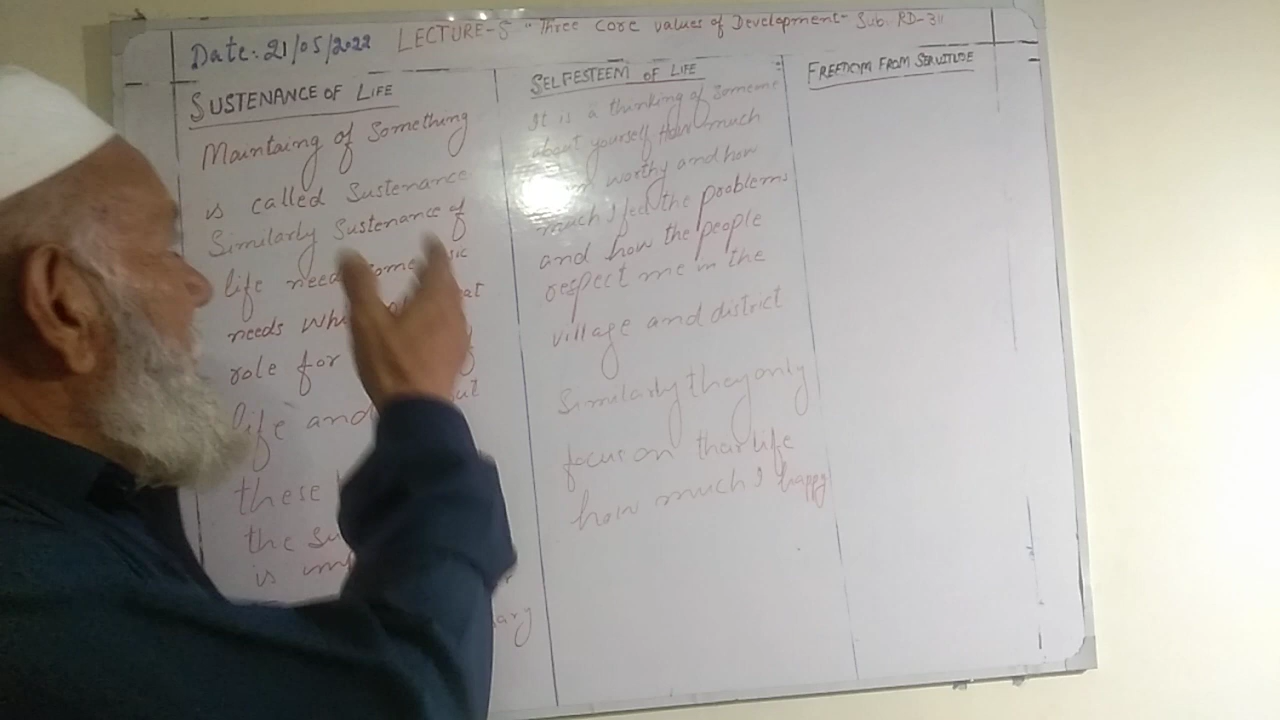 Date: 21/05/2022 LECTURE-5 "Three core values of Development" Sub. RD-311
SUSTENANCE OF LIFE
Maintaing of Something
is called Sustenance
Similarly Sustenance of
life need
needs
role for
life and
these
the
is
SELFESTEEM OF LIFE
It is a thinking of someone
about yourself How much
worthy and how
much I feel the problems
and how the people
respect me in the
village and district
Similarly they only
focus on thar life
how much I happy
FREEDOM FROM SERVITUDE